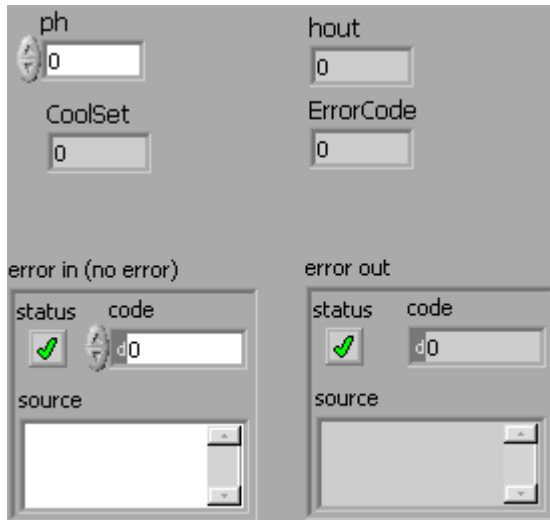 ph
hout
0
0
CoolSet
ErrorCode
0
0
error in (no error)
error out
status code
status code
d0
d0
source
source